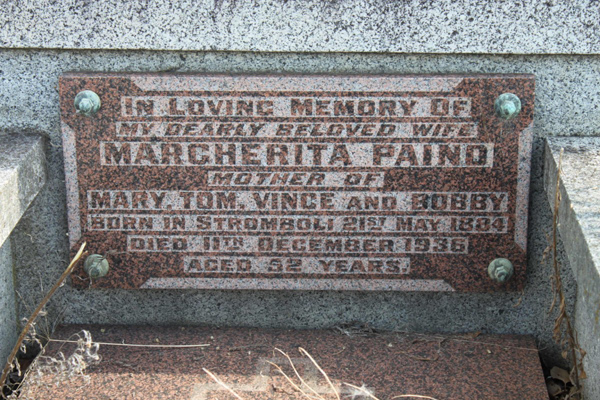 IN LOVING MEMORY OF
MY DEARLY BELOVED WIFE
MARGHERITA PAINO
MOTHER OF
MARY, TOM, VINCE AND BOBBY
BORN IN STROMBOLI 21ST MAY 1884
DIED 11TH DECEMBER 1936
AGED 52 YEARS.